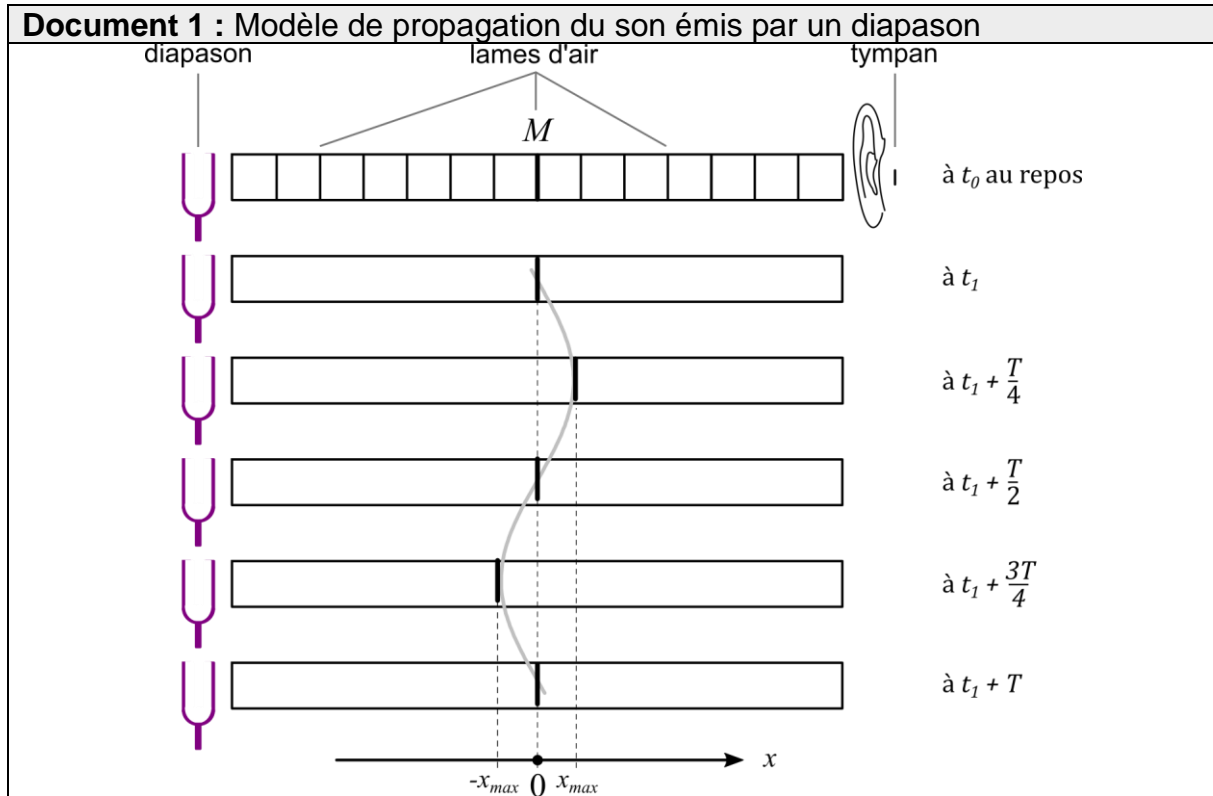 Document 1 : Modèle de propagation du son émis par un diapason
diapason lames d'air tympan
M
à t0 au repos
à t1
à t1 + T/4
à t1 + T/2
à t1 + 3T/4
à t1 + T
x
-xmax 0 xmax